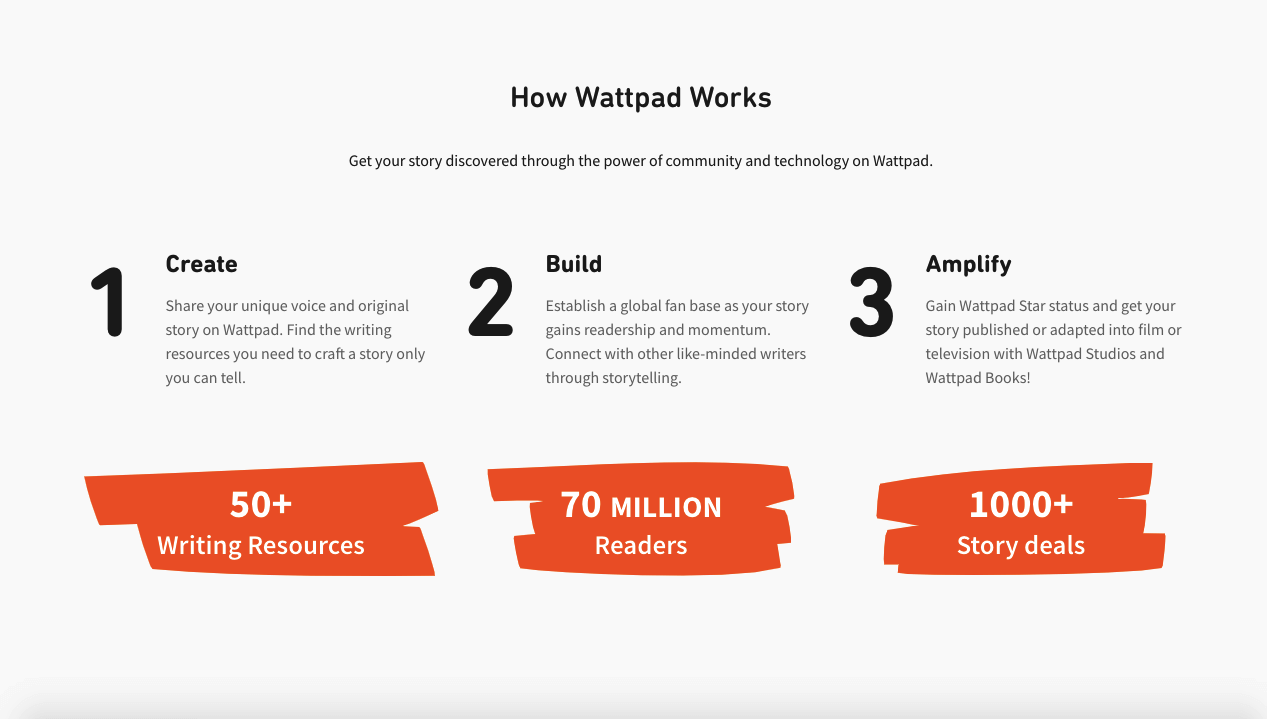 How Wattpad Works
Get your story discovered through the power of community and technology on Wattpad.
1
Create
Share your unique voice and original
story on Wattpad. Find the writing
resources you need to craft a story only
you can tell.
2
Build
Establish a global fan base as your story
gains readership and momentum.
Connect with other like-minded writers
through storytelling.
3
Amplify
Gain Wattpad Star status and get your
story published or adapted into film or
television with Wattpad Studios and
Wattpad Books!
50+
Writing Resources
70 MILLION
Readers
1000+
Story deals